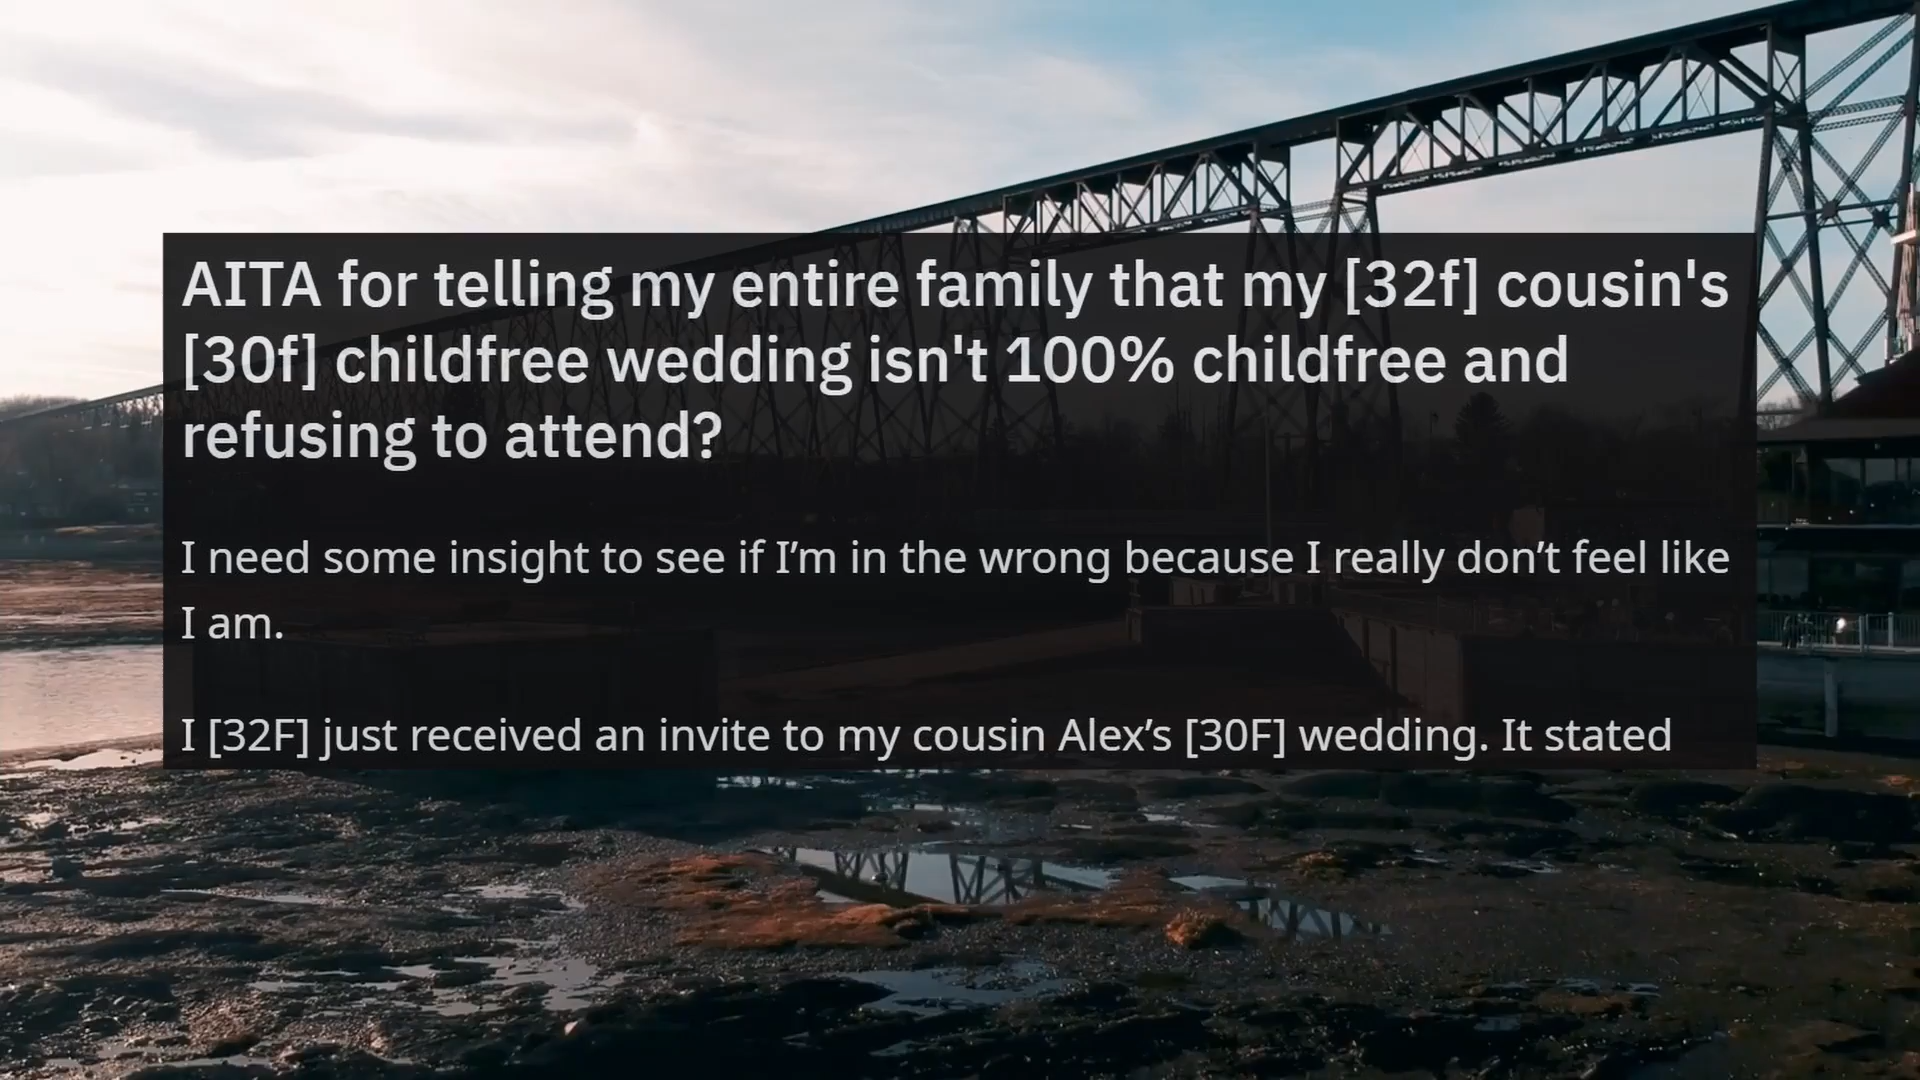 AITA for telling my entire family that my [32f] cousin's
[30f] childfree wedding isn't 100% childfree and
refusing to attend?
I need some insight to see if I’m in the wrong because I really don’t feel like
I am.
I [32F] just received an invite to my cousin Alex’s [30F] wedding. It stated